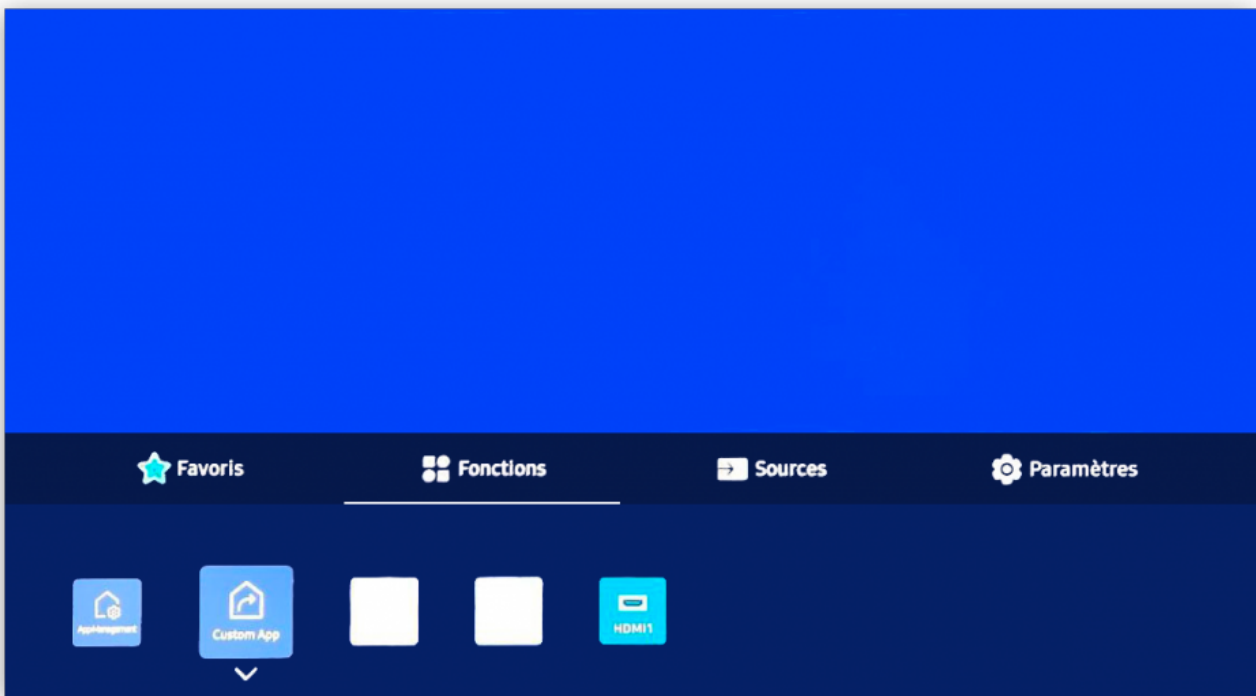 Favoris
Fonctions
Sources
Paramètres
AppManagement
Custom App
HDMI1